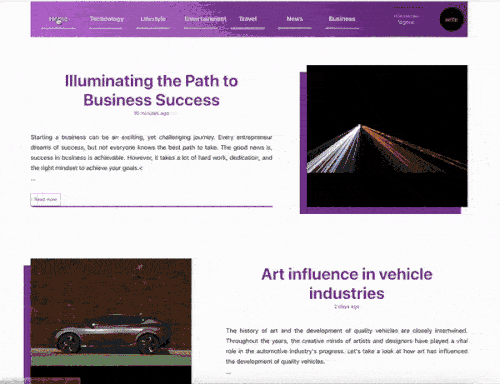 HOME Technology Lifestyle Entertainment Travel News Business
write
Illuminating the Path to
Business Success
Starting a business can be an exciting, yet challenging journey. Every entrepreneur
dreams of success, but not everyone knows the best path to take. The good news is,
success in business is achievable. However, it takes a lot of hard work, dedication, and
the right mindset to achieve your goals.<
...
Read more
Art influence in vehicle
industries
2 days ago
The history of art and the development of quality vehicles are closely intertwined.
Throughout the years, the creative minds of artists and designers have played a vital
role in the automotive industry's progress. Let's take a look at how art has influenced
the development of quality vehicles.
...